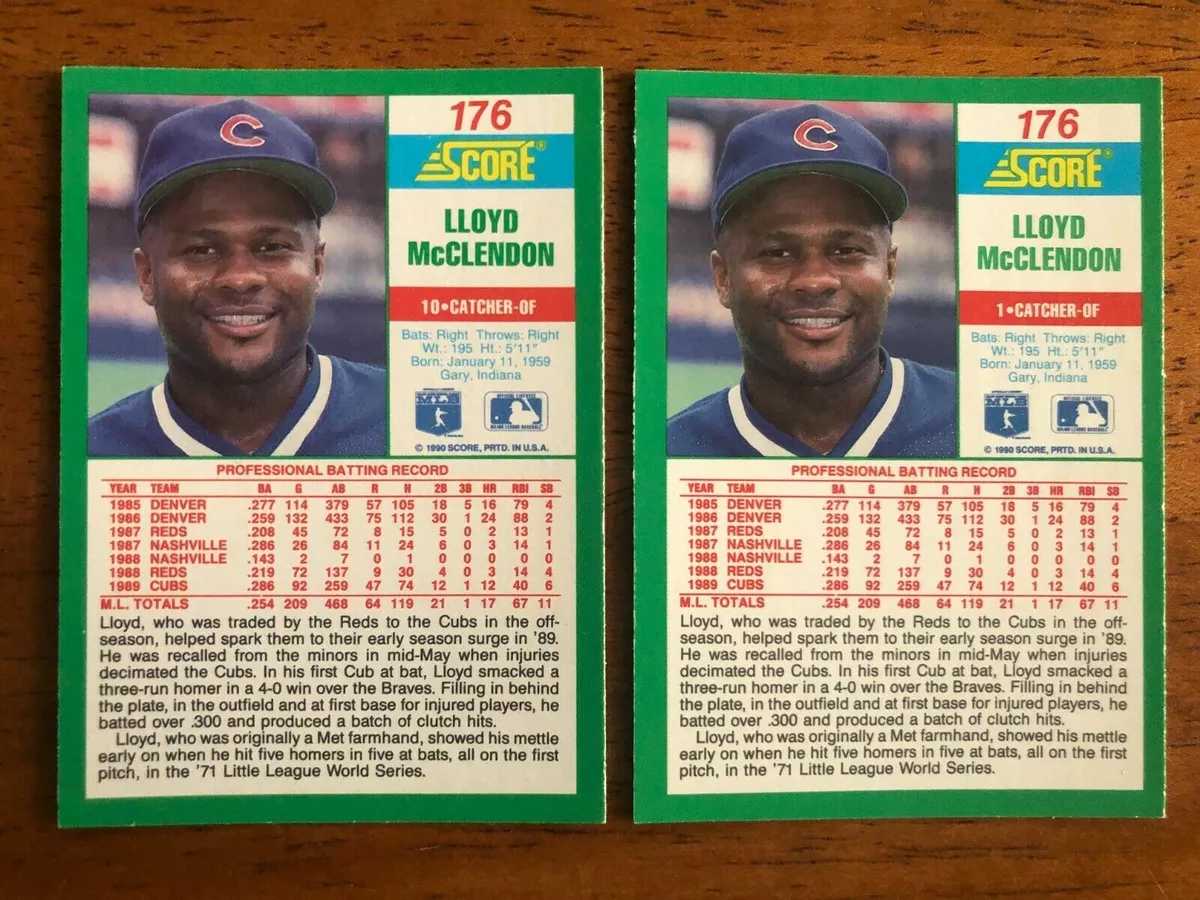 C
176
SCORE®
LLOYD
McCLENDON
10•CATCHER-OF
Bats: Right Throws: Right
Wt.: 195 Ht.: 5'11"
Born: January 11, 1959
Gary, Indiana
MLB
MAJOR LEAGUE BASEBALL
© 1990 SCORE, PRTD. IN U.S.A.
PROFESSIONAL BATTING RECORD
YEAR TEAM BA G AB R H 2B 3B HR RBI SB
1985 DENVER .277 114 379 57 105 18 5 16 79 4
1986 DENVER .259 132 433 75 112 30 1 24 88 2
1987 REDS .208 45 72 8 15 5 0 2 13 1
1987 NASHVILLE .286 26 84 11 24 6 0 3 14 1
1988 NASHVILLE .143 2 7 0 1 0 0 0 0 0
1988 REDS .219 72 137 9 30 4 0 3 14 4
1989 CUBS .286 92 259 47 74 12 1 12 40 6
M.L. TOTALS .254 209 468 64 119 21 1 17 67 11
Lloyd, who was traded by the Reds to the Cubs in the off-
season, helped spark them to their early season surge in '89.
He was recalled from the minors in mid-May when injuries
decimated the Cubs. In his first Cub at bat, Lloyd smacked a
three-run homer in a 4-0 win over the Braves. Filling in behind
the plate, in the outfield and at first base for injured players, he
batted over .300 and produced a batch of clutch hits.
Lloyd, who was originally a Met farmhand, showed his mettle
early on when he hit five homers in five at bats, all on the first
pitch, in the '71 Little League World Series.
C
176
SCORE®
LLOYD
McCLENDON
1•CATCHER-OF
Bats: Right Throws: Right
Wt.: 195 Ht.: 5'11"
Born: January 11, 1959
Gary, Indiana
MLB
MAJOR LEAGUE BASEBALL
© 1990 SCORE, PRTD. IN U.S.A.
PROFESSIONAL BATTING RECORD
YEAR TEAM BA G AB R H 2B 3B HR RBI SB
1985 DENVER .277 114 379 57 105 18 5 16 79 4
1986 DENVER .259 132 433 75 112 30 1 24 88 2
1987 REDS .208 45 72 8 15 5 0 2 13 1
1987 NASHVILLE .286 26 84 11 24 6 0 3 14 1
1988 NASHVILLE .143 2 7 0 1 0 0 0 0 0
1988 REDS .219 72 137 9 30 4 0 3 14 4
1989 CUBS .286 92 259 47 74 12 1 12 40 6
M.L. TOTALS .254 209 468 64 119 21 1 17 67 11
Lloyd, who was traded by the Reds to the Cubs in the off-
season, helped spark them to their early season surge in '89.
He was recalled from the minors in mid-May when injuries
decimated the Cubs. In his first Cub at bat, Lloyd smacked a
three-run homer in a 4-0 win over the Braves. Filling in behind
the plate, in the outfield and at first base for injured players, he
batted over .300 and produced a batch of clutch hits.
Lloyd, who was originally a Met farmhand, showed his mettle
early on when he hit five homers in five at bats, all on the first
pitch, in the '71 Little League World Series.